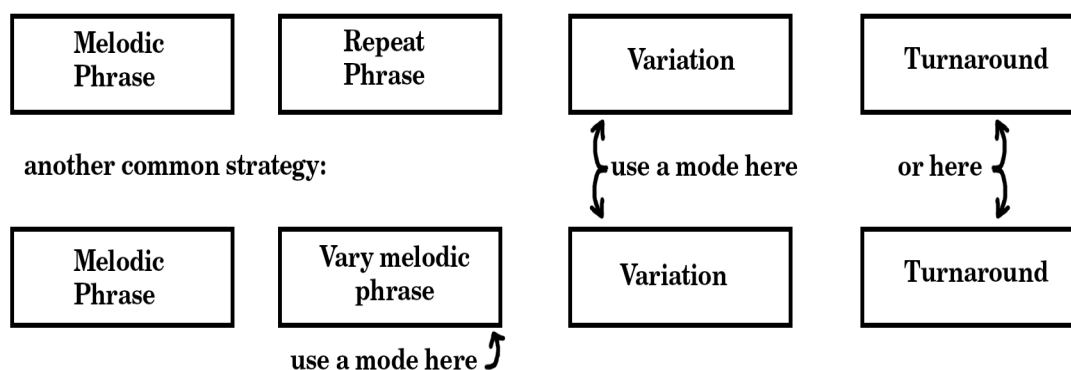 Melodic
Phrase
Repeat
Phrase
Variation
Turnaround
another common strategy:
use a mode here
or here
Melodic
Phrase
Vary melodic
phrase
Variation
Turnaround
use a mode here